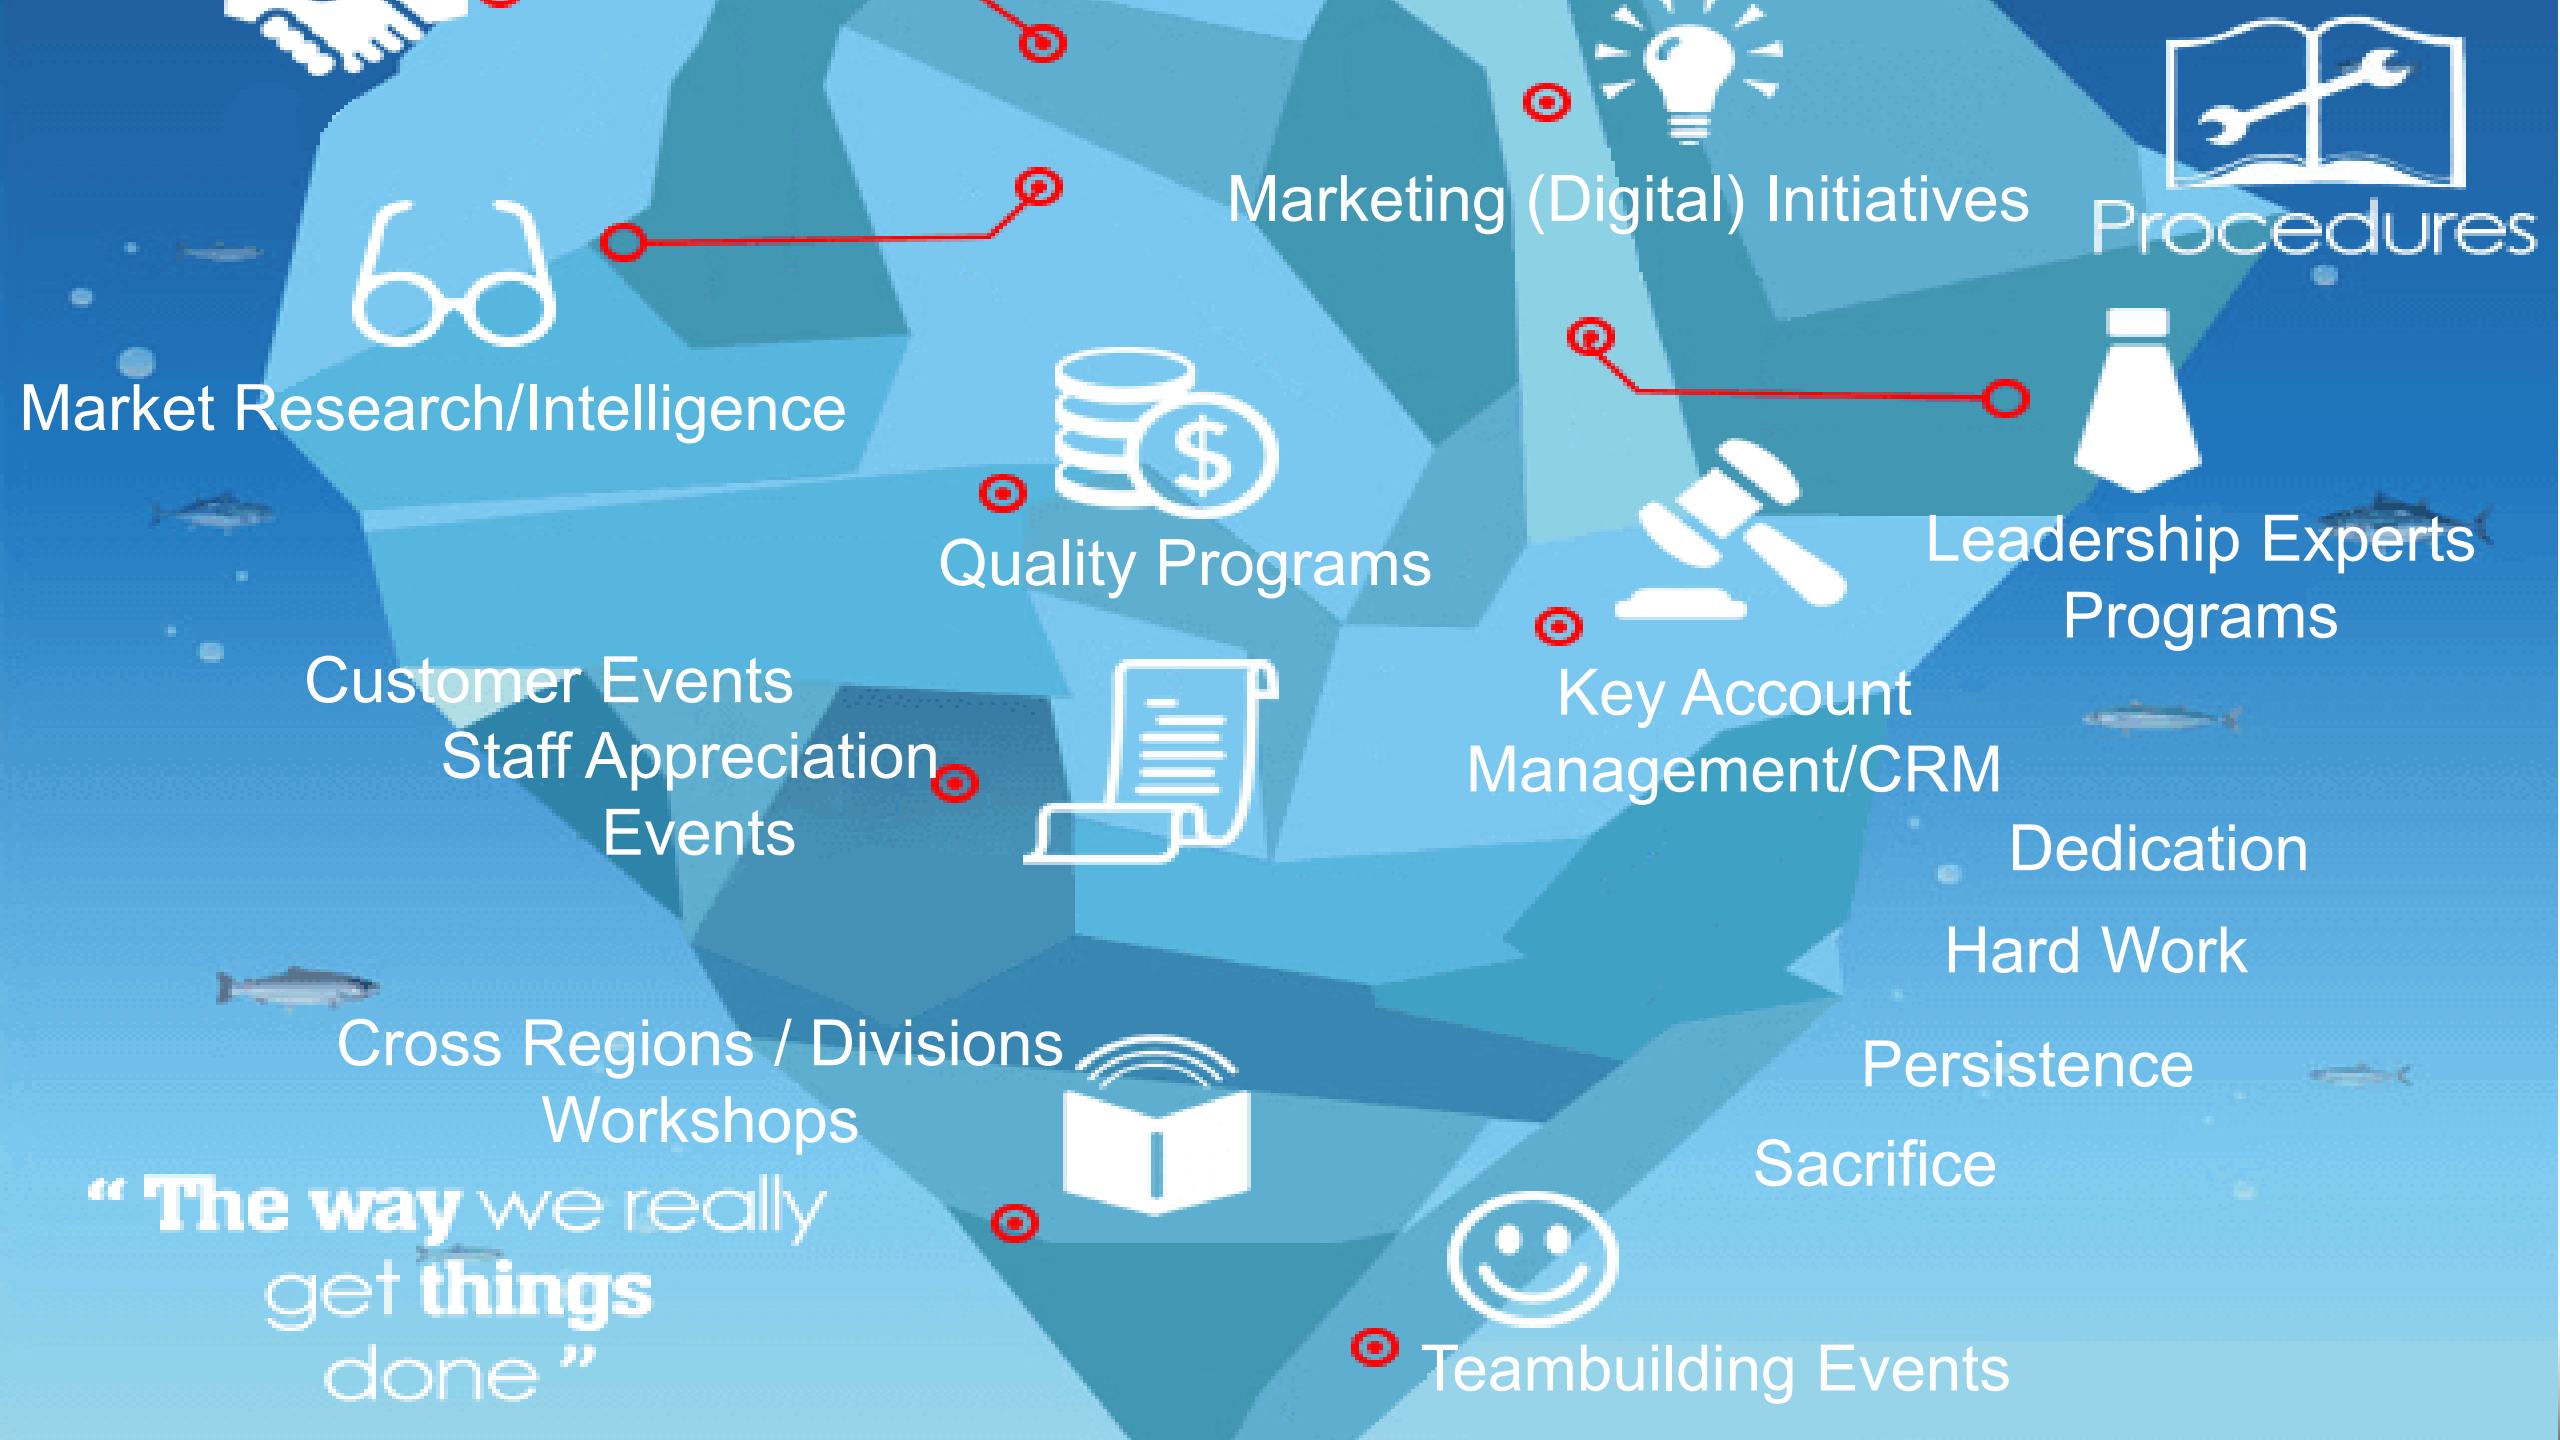 Marketing (Digital) Initiatives
Procedures
Market Research/Intelligence
$
Quality Programs
Leadership Experts
Programs
Customer Events
Staff Appreciation
Events
Key Account
Management/CRM
Dedication
Hard Work
Cross Regions / Divisions
Workshops
Persistence
Sacrifice
“ The way we really
get things
done ”
Teambuilding Events